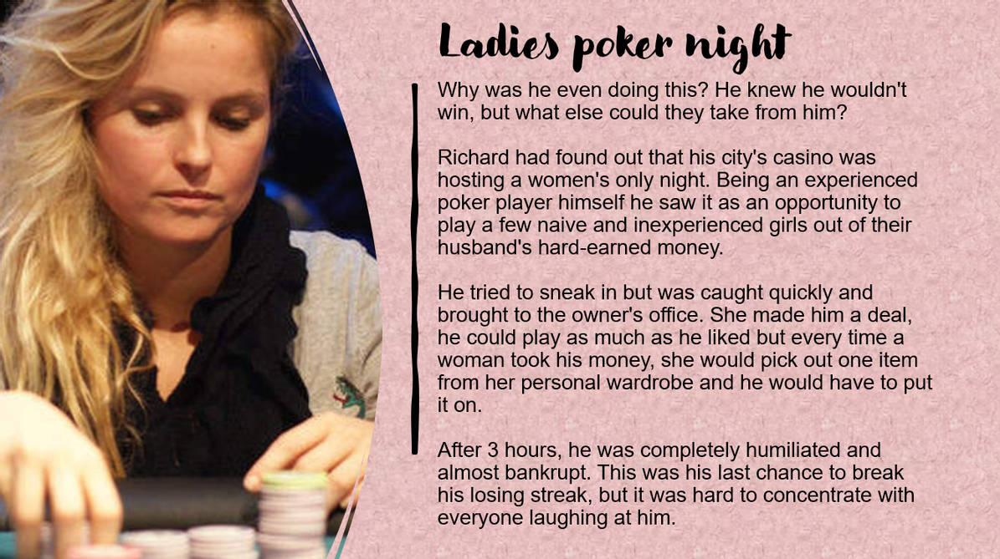 Ladies poker night
Why was he even doing this? He knew he wouldn't
win, but what else could they take from him?
Richard had found out that his city's casino was
hosting a women's only night. Being an experienced
poker player himself he saw it as an opportunity to
play a few naive and inexperienced girls out of their
husband's hard-earned money.
He tried to sneak in but was caught quickly and
brought to the owner's office. She made him a deal,
he could play as much as he liked but every time a
woman took his money, she would pick out one item
from her personal wardrobe and he would have to put
it on.
After 3 hours, he was completely humiliated and
almost bankrupt. This was his last chance to break
his losing streak, but it was hard to concentrate with
everyone laughing at him.